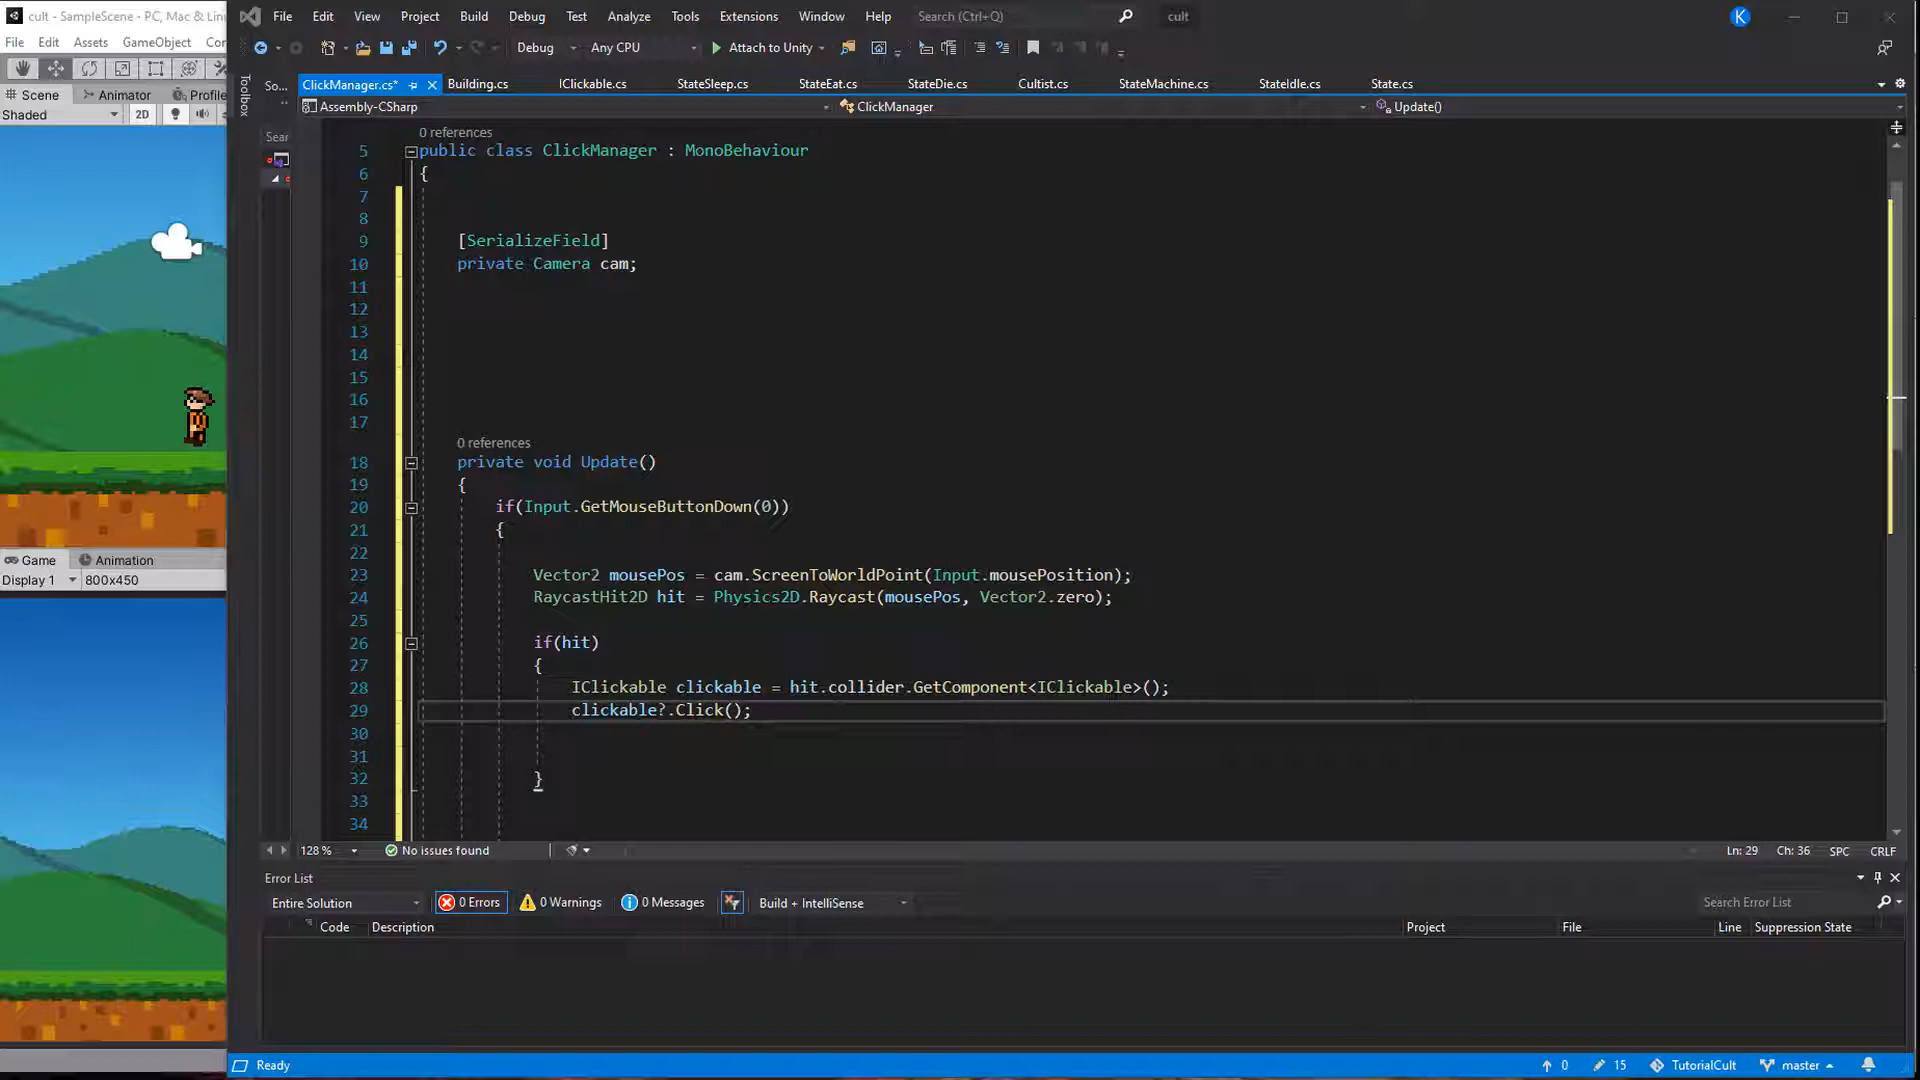 cult - SampleScene - PC, Mac & Lin
File Edit Assets GameObject Co
Scene Animator Profile
Shaded 2D
Game Animation
Display 1 800x450
File Edit View Project Build Debug Test Analyze Tools Extensions Window Help Search (Ctrl+Q) cult K
Debug Any CPU Attach to Unity
Toolbox
So...
Sear
ClickManager.cs* Building.cs IClickable.cs StateSleep.cs StateEat.cs StateDie.cs Cultist.cs StateMachine.cs StateIdle.cs State.cs
Assembly-CSharp ClickManager Update()
0 references
5 public class ClickManager : MonoBehaviour
6 {
7
8
9 [SerializeField]
10 private Camera cam;
11
12
13
14
15
16
17
0 references
18 private void Update()
19 {
20 if(Input.GetMouseButtonDown(0))
21 {
22
23 Vector2 mousePos = cam.ScreenToWorldPoint(Input.mousePosition);
24 RaycastHit2D hit = Physics2D.Raycast(mousePos, Vector2.zero);
25
26 if(hit)
27 {
28 IClickable clickable = hit.collider.GetComponent<IClickable>();
29 clickable?.Click();
30
31
32 }
33
34
128 % No issues found Ln: 29 Ch: 36 SPC CRLF
Error List
Entire Solution 0 Errors 0 Warnings 0 Messages Build + IntelliSense Search Error List
Code Description Project File Line Suppression State
Ready 0 15 TutorialCult master